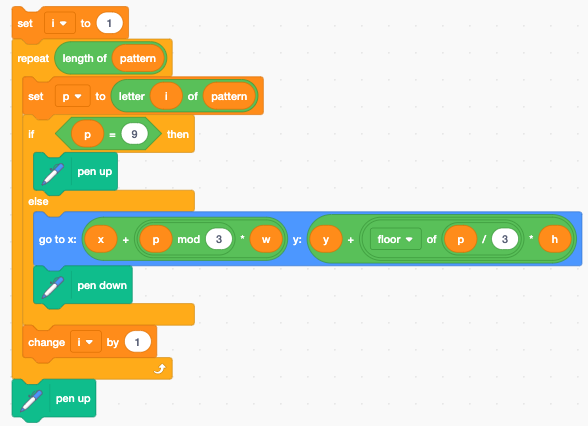 set i to 1
repeat length of pattern
set p to letter i of pattern
if p = 9 then
pen up
else
go to x: x + p mod 3 * w y: y + floor of p / 3 * h
pen down
change i by 1
pen up